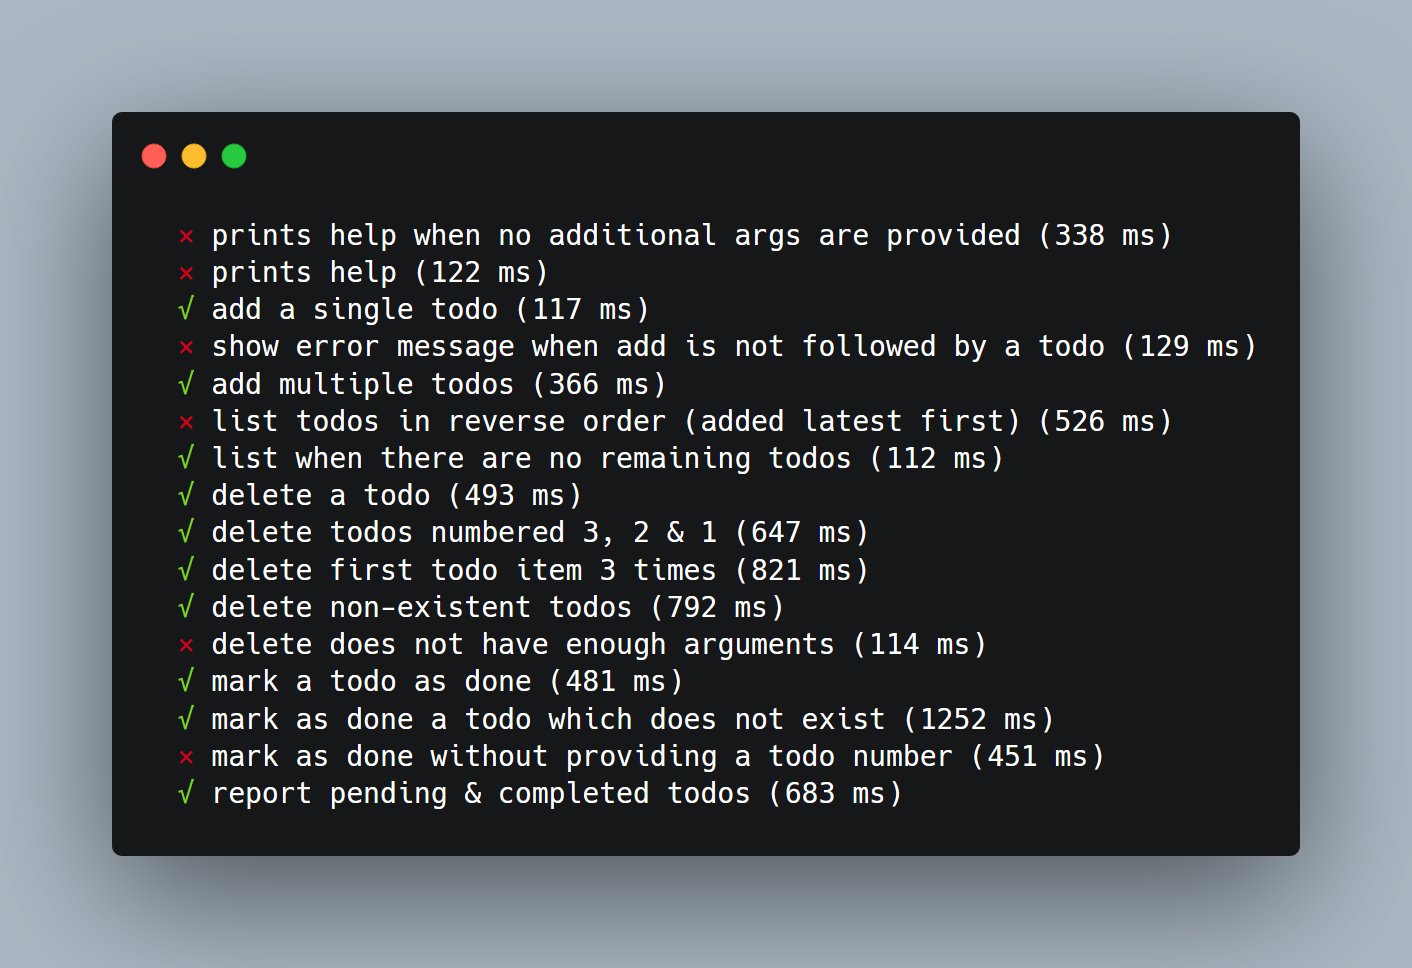 × prints help when no additional args are provided (338 ms)
× prints help (122 ms)
√ add a single todo (117 ms)
× show error message when add is not followed by a todo (129 ms)
√ add multiple todos (366 ms)
× list todos in reverse order (added latest first) (526 ms)
√ list when there are no remaining todos (112 ms)
√ delete a todo (493 ms)
√ delete todos numbered 3, 2 & 1 (647 ms)
√ delete first todo item 3 times (821 ms)
√ delete non-existent todos (792 ms)
× delete does not have enough arguments (114 ms)
√ mark a todo as done (481 ms)
√ mark as done a todo which does not exist (1252 ms)
× mark as done without providing a todo number (451 ms)
√ report pending & completed todos (683 ms)